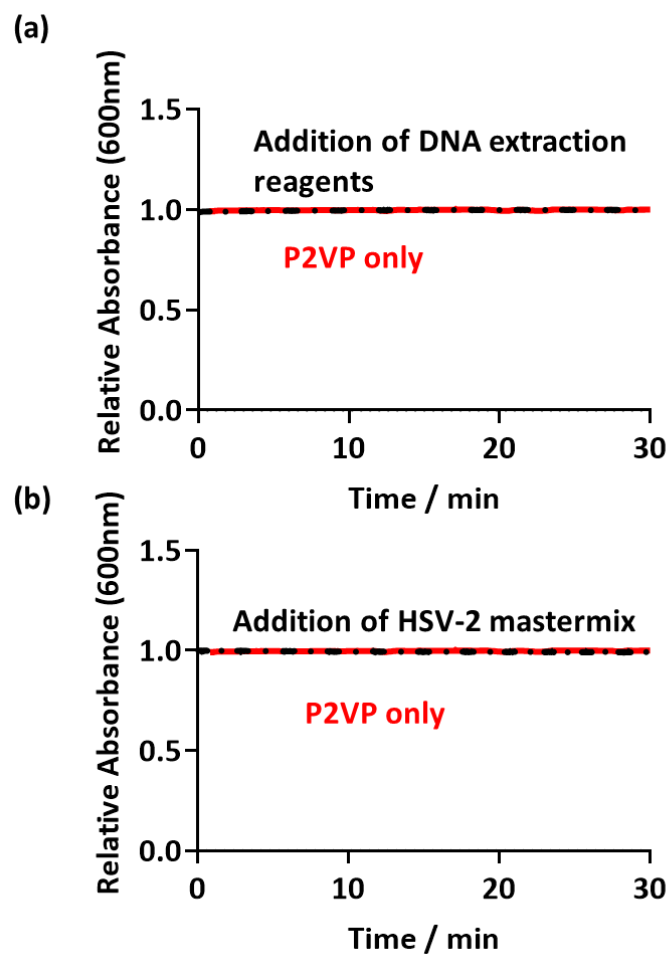 (a)
Relative Absorbance (600nm)
1.5
1.0
0.5
0.0
Addition of DNA extraction
reagents
P2VP only
0 10 20 30
Time / min
(b)
Relative Absorbance (600nm)
1.5
1.0
0.5
0.0
Addition of HSV-2 mastermix
P2VP only
0 10 20 30
Time / min